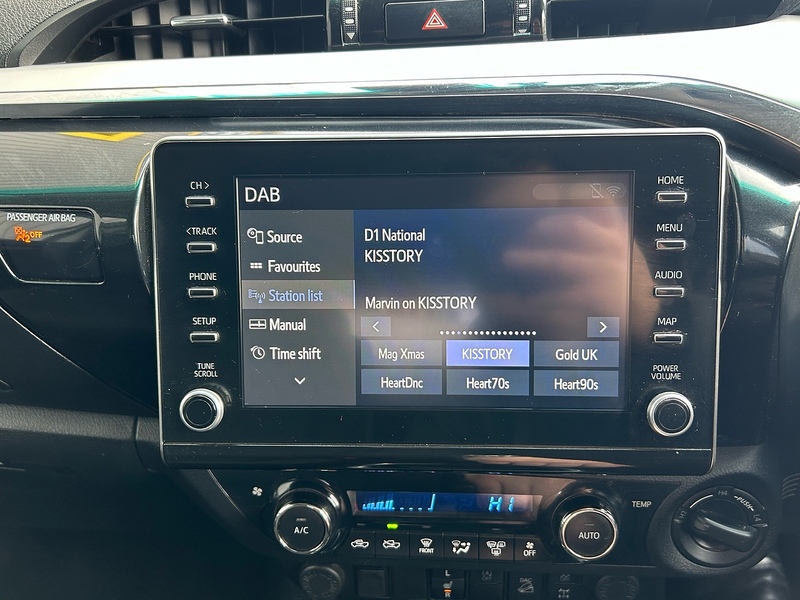 PASSENGER AIR BAG
OFF
CH >
< TRACK
PHONE
SETUP
TUNE
SCROLL
DAB
Source
Favourites
Station list
Manual
Time shift
D1 National
KISSTORY
Marvin on KISSTORY
< >
Mag Xmas KISSTORY Gold UK
HeartDnc Heart70s Heart90s
HOME
MENU
AUDIO
MAP
POWER
VOLUME
A/C
HI
FRONT
OFF
AUTO
TEMP
H4
PUSH
L
R
DAC